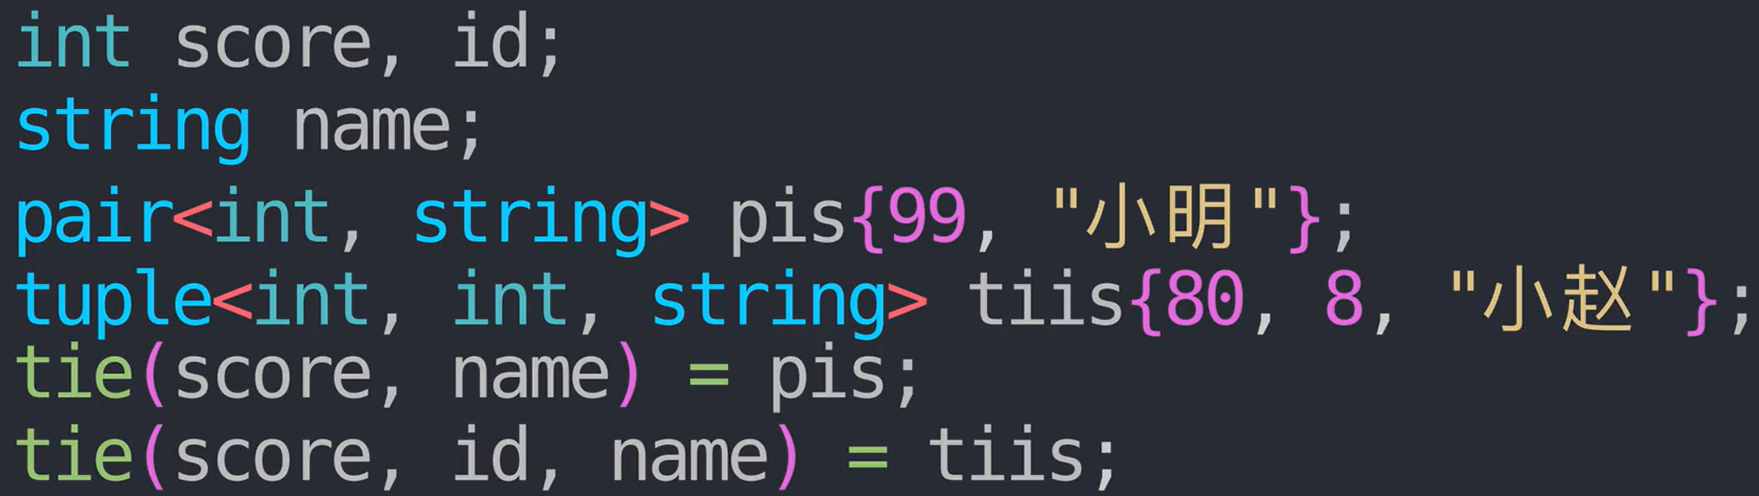 int score, id;
string name;
pair<int, string> pis{99, "小明"};
tuple<int, int, string> tiis{80, 8, "小赵"};
tie(score, name) = pis;
tie(score, id, name) = tiis;